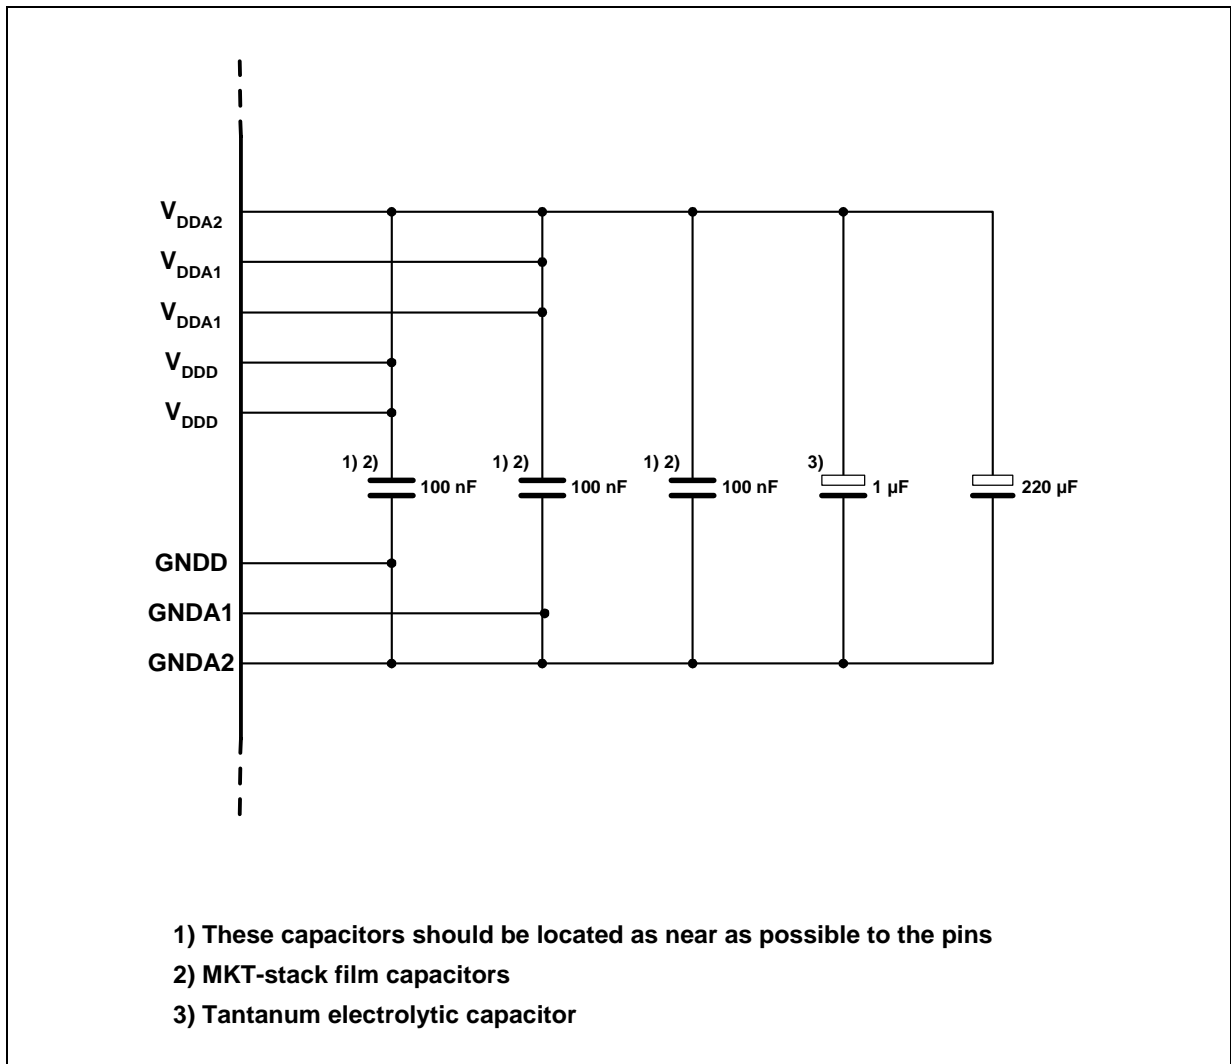 VDDA2
VDDA1
VDDA1
VDDD
VDDD
1) 2) 1) 2) 1) 2) 3)
100 nF 100 nF 100 nF 1 µF 220 µF
GNDD
GNDA1
GNDA2
1) These capacitors should be located as near as possible to the pins
2) MKT-stack film capacitors
3) Tantanum electrolytic capacitor